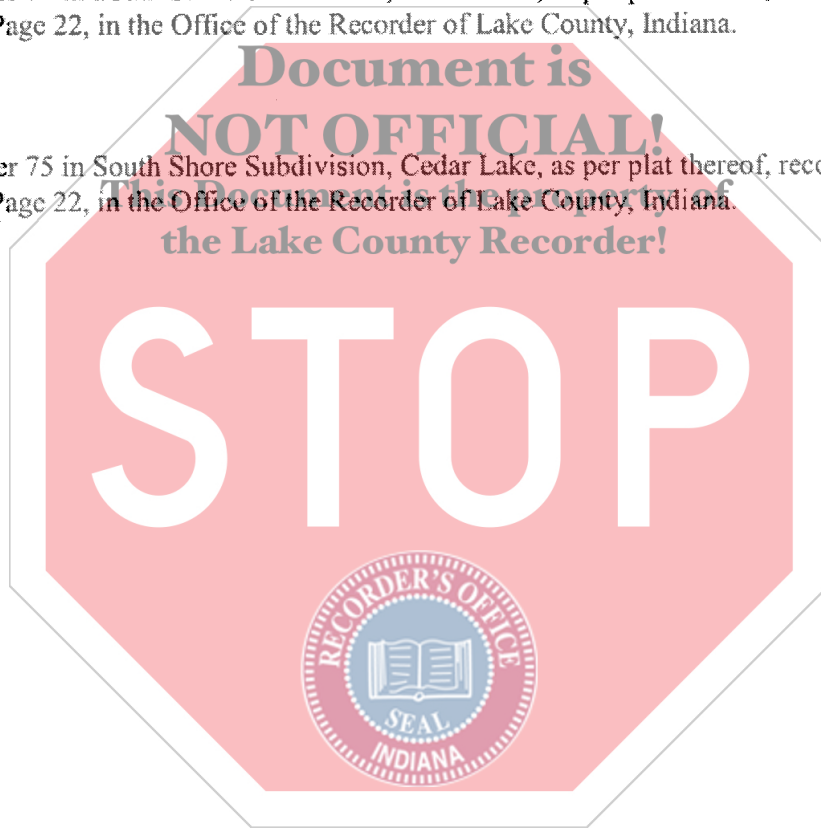 Page 22, in the Office of the Recorder of Lake County, Indiana.
Document is
NOT OFFICIAL!
er 75 in South Shore Subdivision, Cedar Lake, as per plat thereof, reco
This Document is the property of
Page 22, in the Office of the Recorder of Lake County, Indiana.
the Lake County Recorder!
STOP
RECORDER'S OFFICE
SEAL
INDIANA